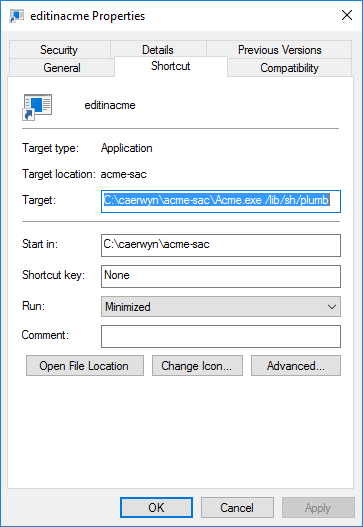 editinacme Properties
Security Details Previous Versions
General Shortcut Compatibility
editinacme
Target type: Application
Target location: acme-sac
Target: C:\caerwyn\acme-sac\Acme.exe /lib/sh/plumb
Start in: C:\caerwyn\acme-sac
Shortcut key: None
Run: Minimized
Comment:
Open File Location Change Icon... Advanced...
OK Cancel Apply